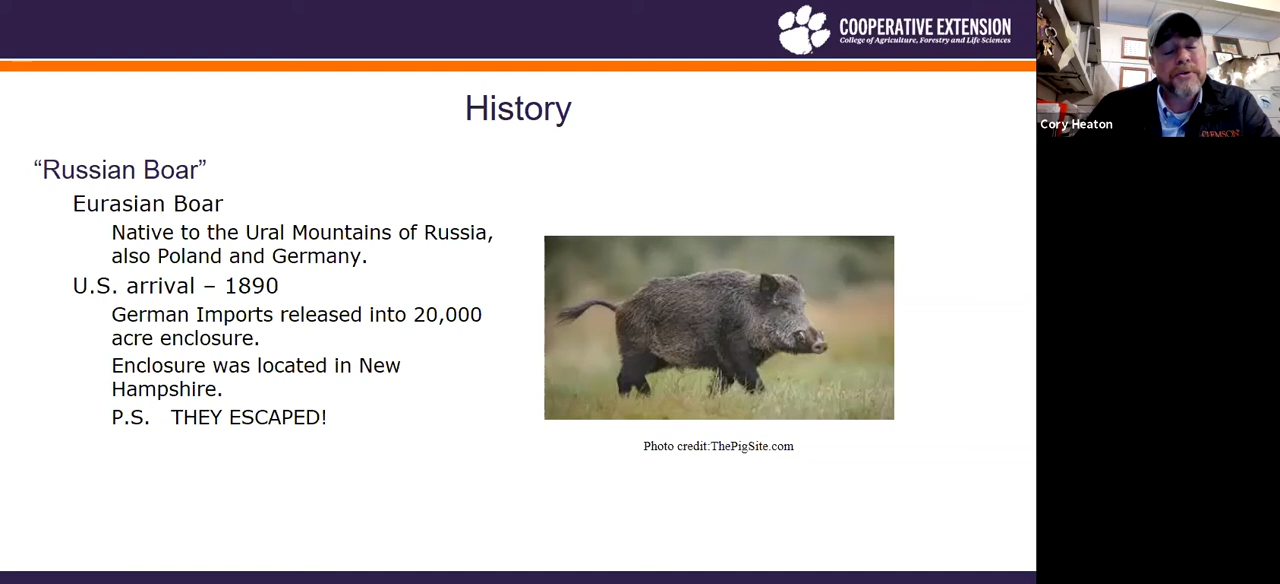 COOPERATIVE EXTENSION
College of Agriculture, Forestry and Life Sciences
History
“Russian Boar”
Eurasian Boar
Native to the Ural Mountains of Russia,
also Poland and Germany.
U.S. arrival – 1890
German Imports released into 20,000
acre enclosure.
Enclosure was located in New
Hampshire.
P.S. THEY ESCAPED!
Photo credit:ThePigSite.com
Cory Heaton
CLEMSON